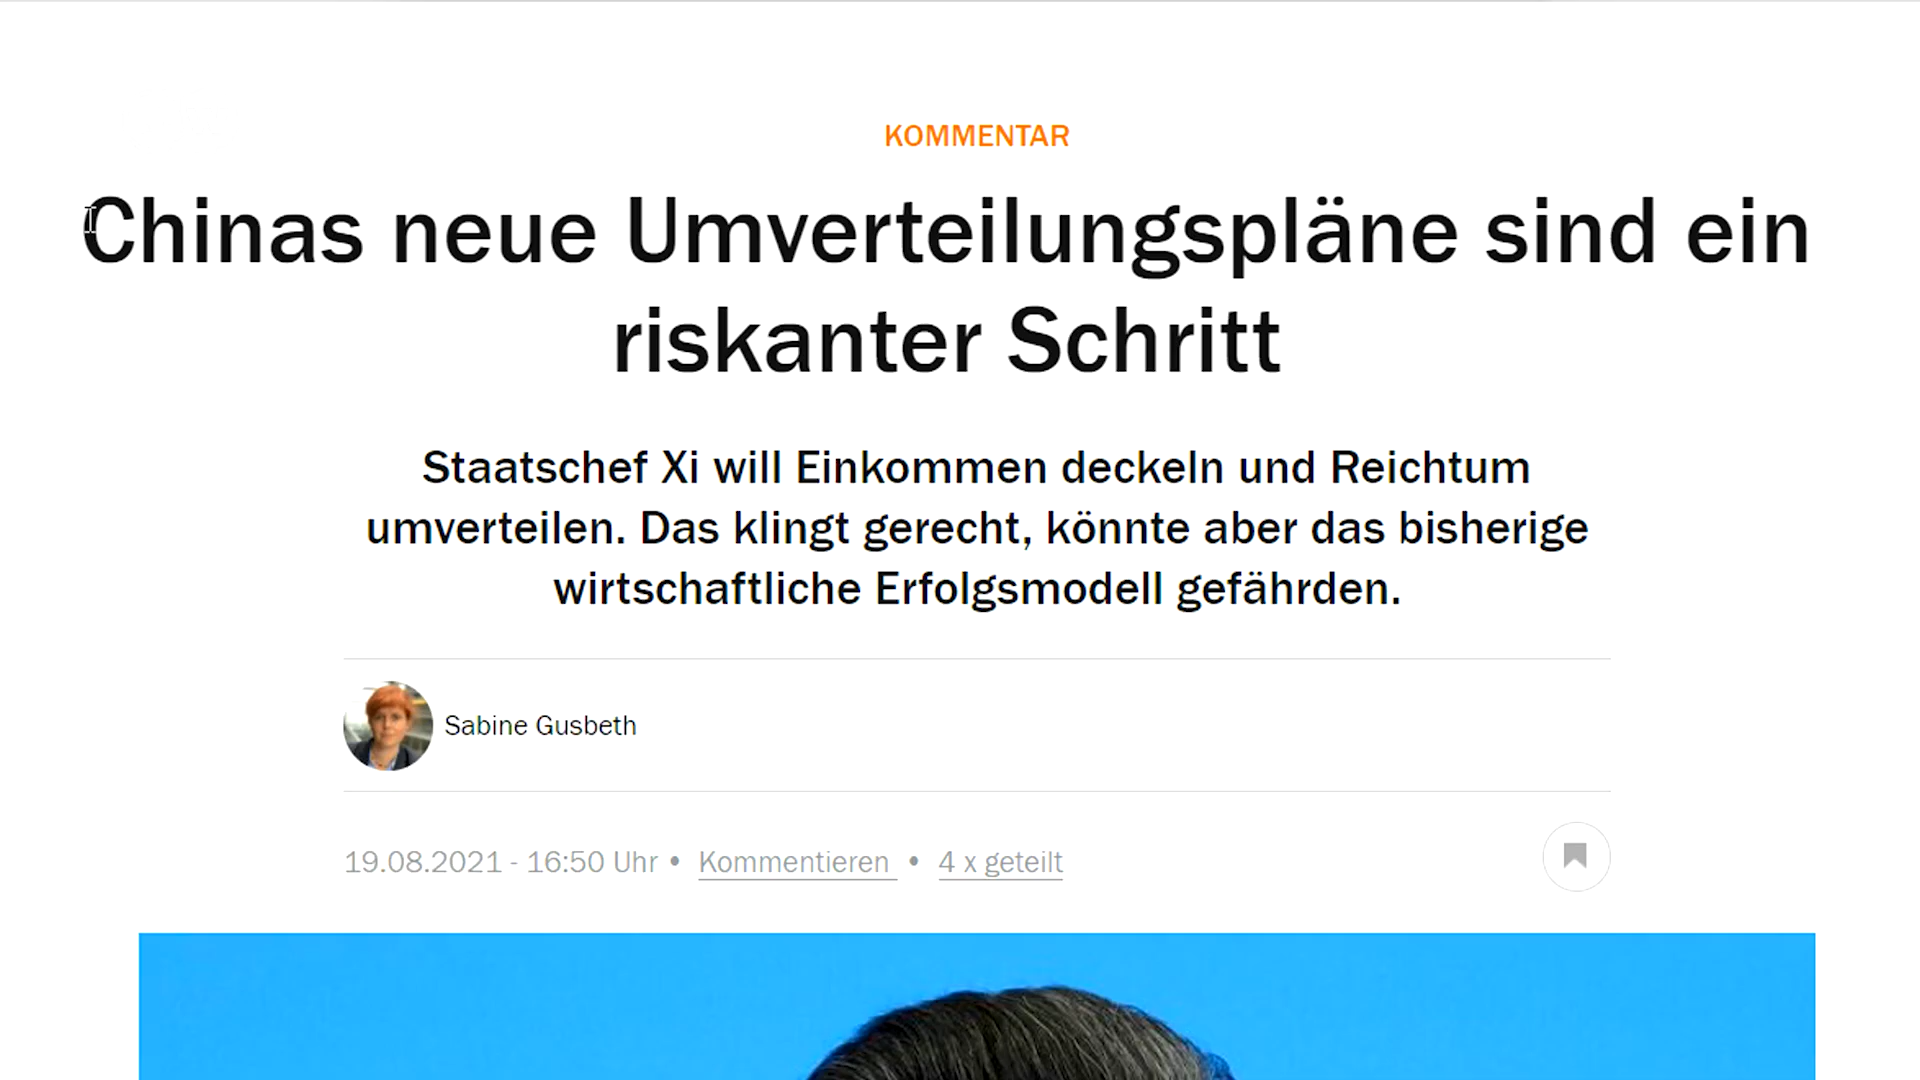 KOMMENTAR
Chinas neue Umverteilungspläne sind ein
riskanter Schritt
Staatschef Xi will Einkommen deckeln und Reichtum
umverteilen. Das klingt gerecht, könnte aber das bisherige
wirtschaftliche Erfolgsmodell gefährden.
Sabine Gusbeth
19.08.2021 - 16:50 Uhr • Kommentieren • 4 x geteilt